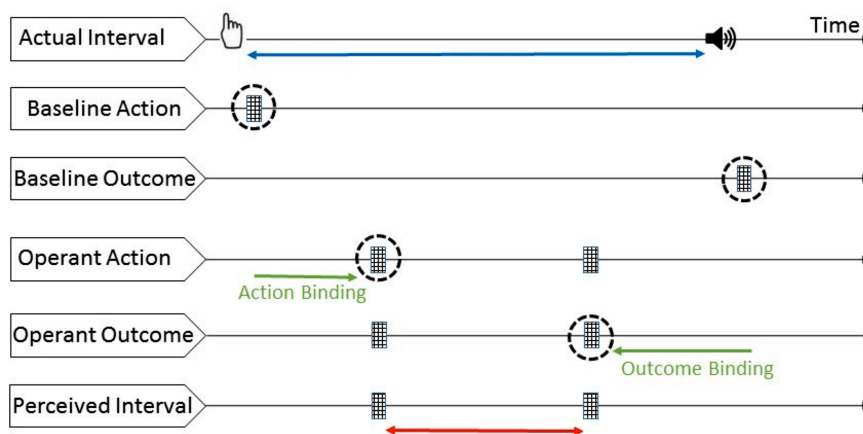 Actual Interval
Time
Baseline Action
Baseline Outcome
Operant Action
Action Binding
Operant Outcome
Outcome Binding
Perceived Interval